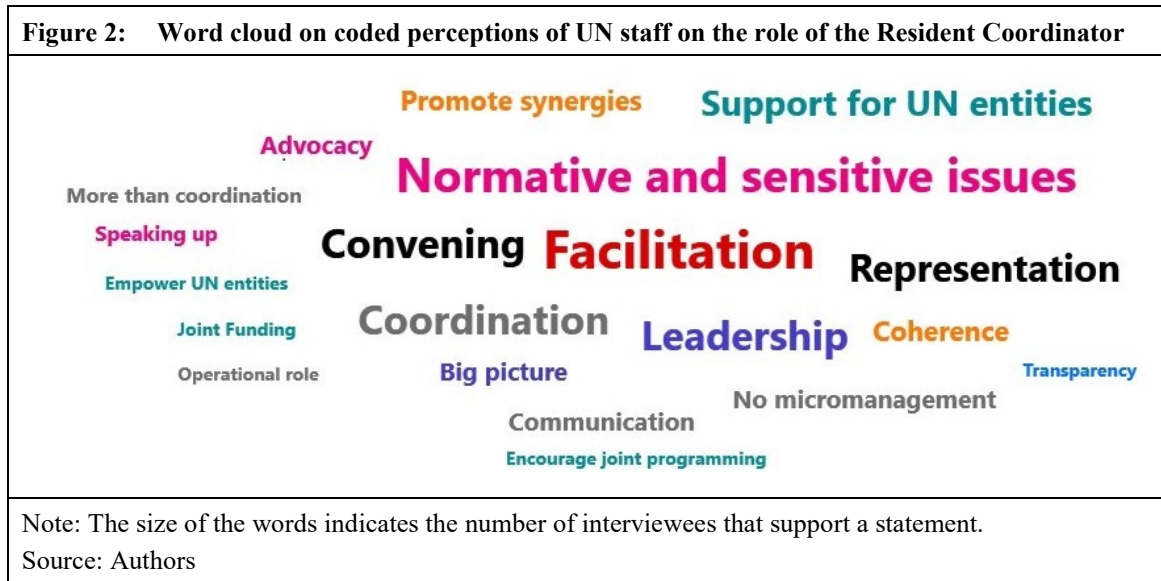 Figure 2: Word cloud on coded perceptions of UN staff on the role of the Resident Coordinator
Promote synergies
Support for UN entities
Advocacy
Normative and sensitive issues
More than coordination
Speaking up
Convening
Facilitation
Representation
Empower UN entities
Coordination
Leadership
Coherence
Joint Funding
Operational role
Big picture
Transparency
No micromanagement
Communication
Encourage joint programming
Note: The size of the words indicates the number of interviewees that support a statement.
Source: Authors